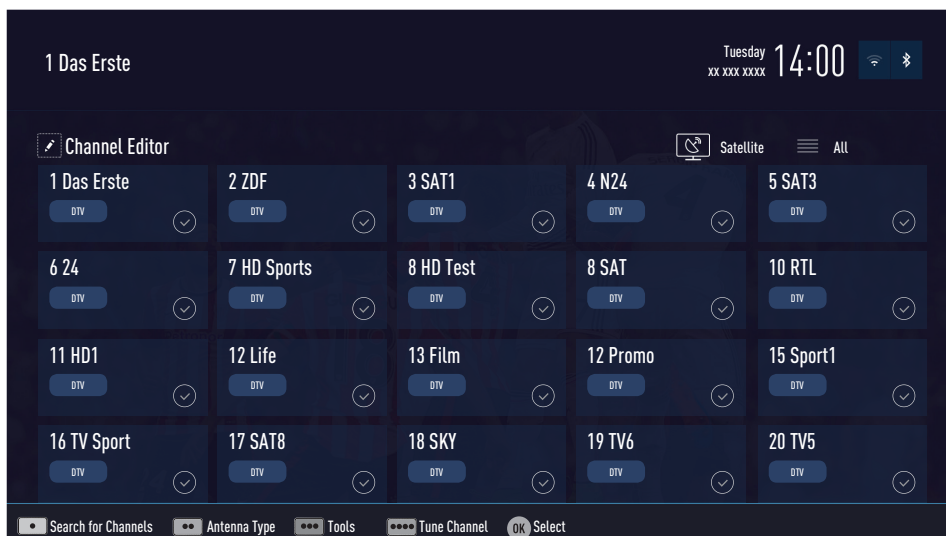 1 Das Erste
Tuesday
xx xxx xxxx
14:00
Channel Editor
Satellite
All
1 Das Erste
DTV
2 ZDF
DTV
3 SAT1
DTV
4 N24
DTV
5 SAT3
DTV
6 24
DTV
7 HD Sports
DTV
8 HD Test
DTV
8 SAT
DTV
10 RTL
DTV
11 HD1
DTV
12 Life
DTV
13 Film
DTV
12 Promo
DTV
15 Sport1
DTV
16 TV Sport
DTV
17 SAT8
DTV
18 SKY
DTV
19 TV6
DTV
20 TV5
DTV
Search for Channels
Antenna Type
Tools
Tune Channel
OK Select